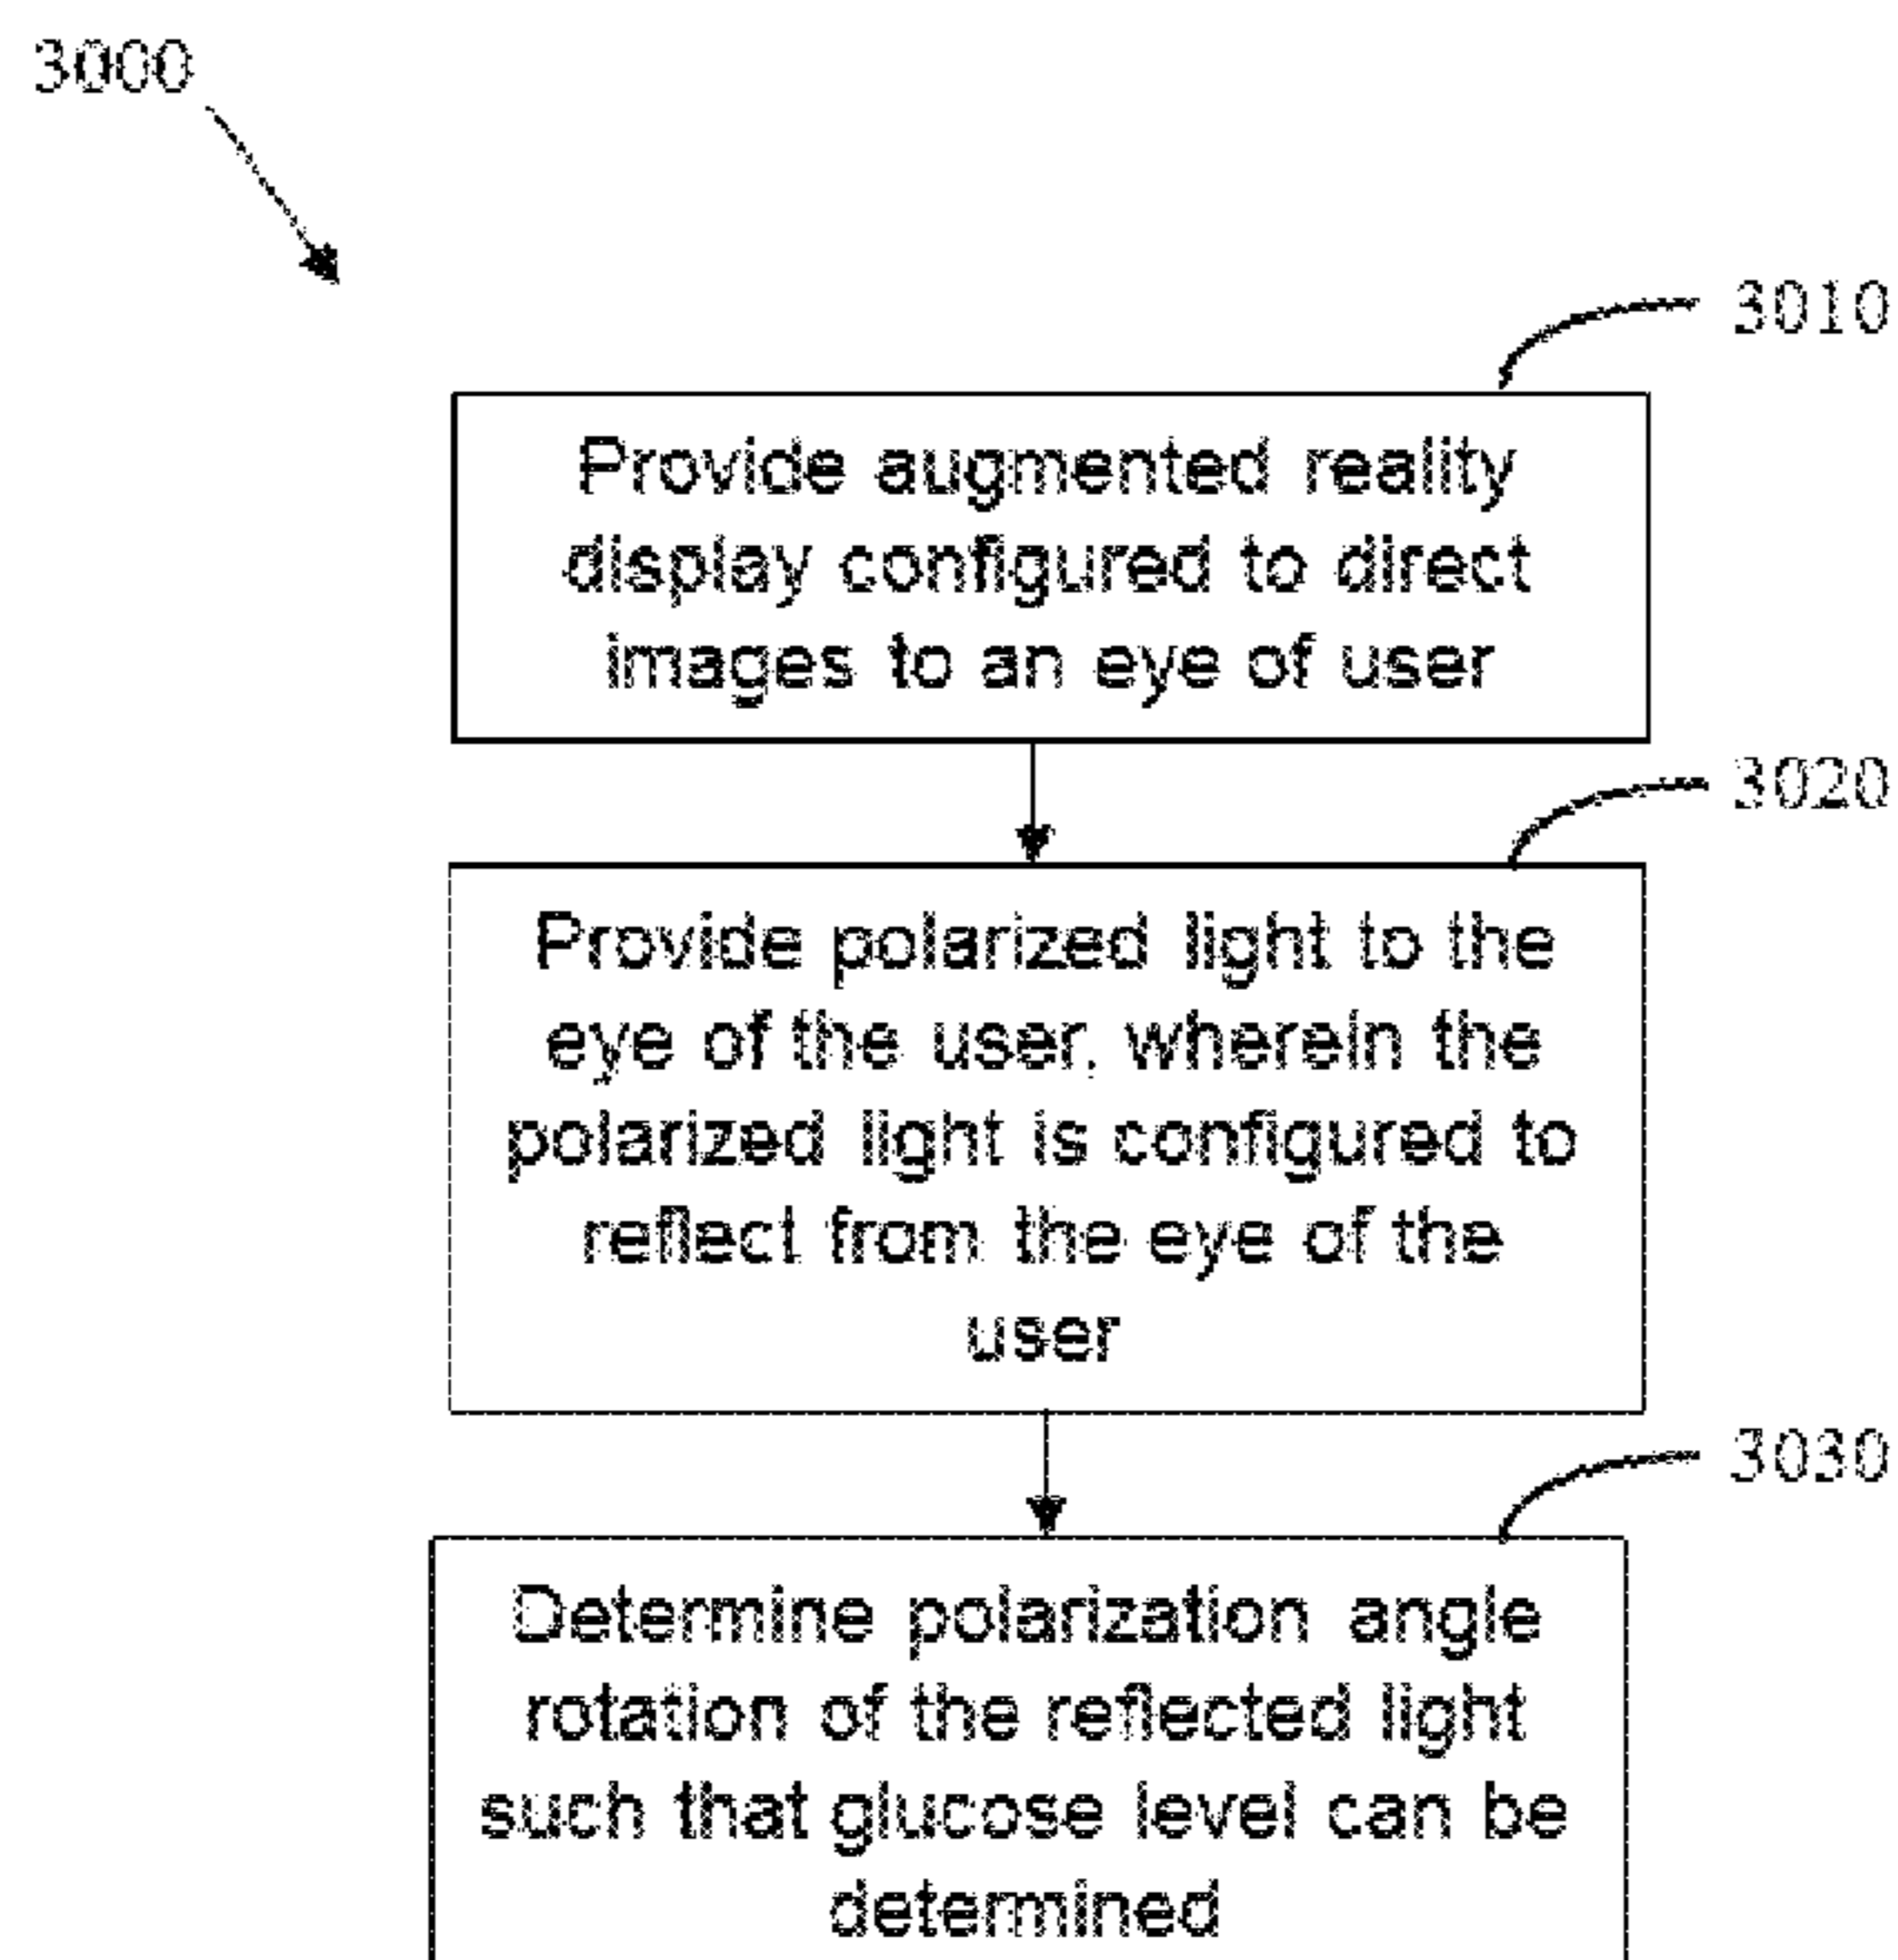 3000
3010
Provide augmented reality
display configured to direct
images to an eye of user
3020
Provide polarized light to the
eye of the user, wherein the
polarized light is configured to
reflect from the eye of the
user
3030
Determine polarization angle
rotation of the reflected light
such that glucose level can be
determined